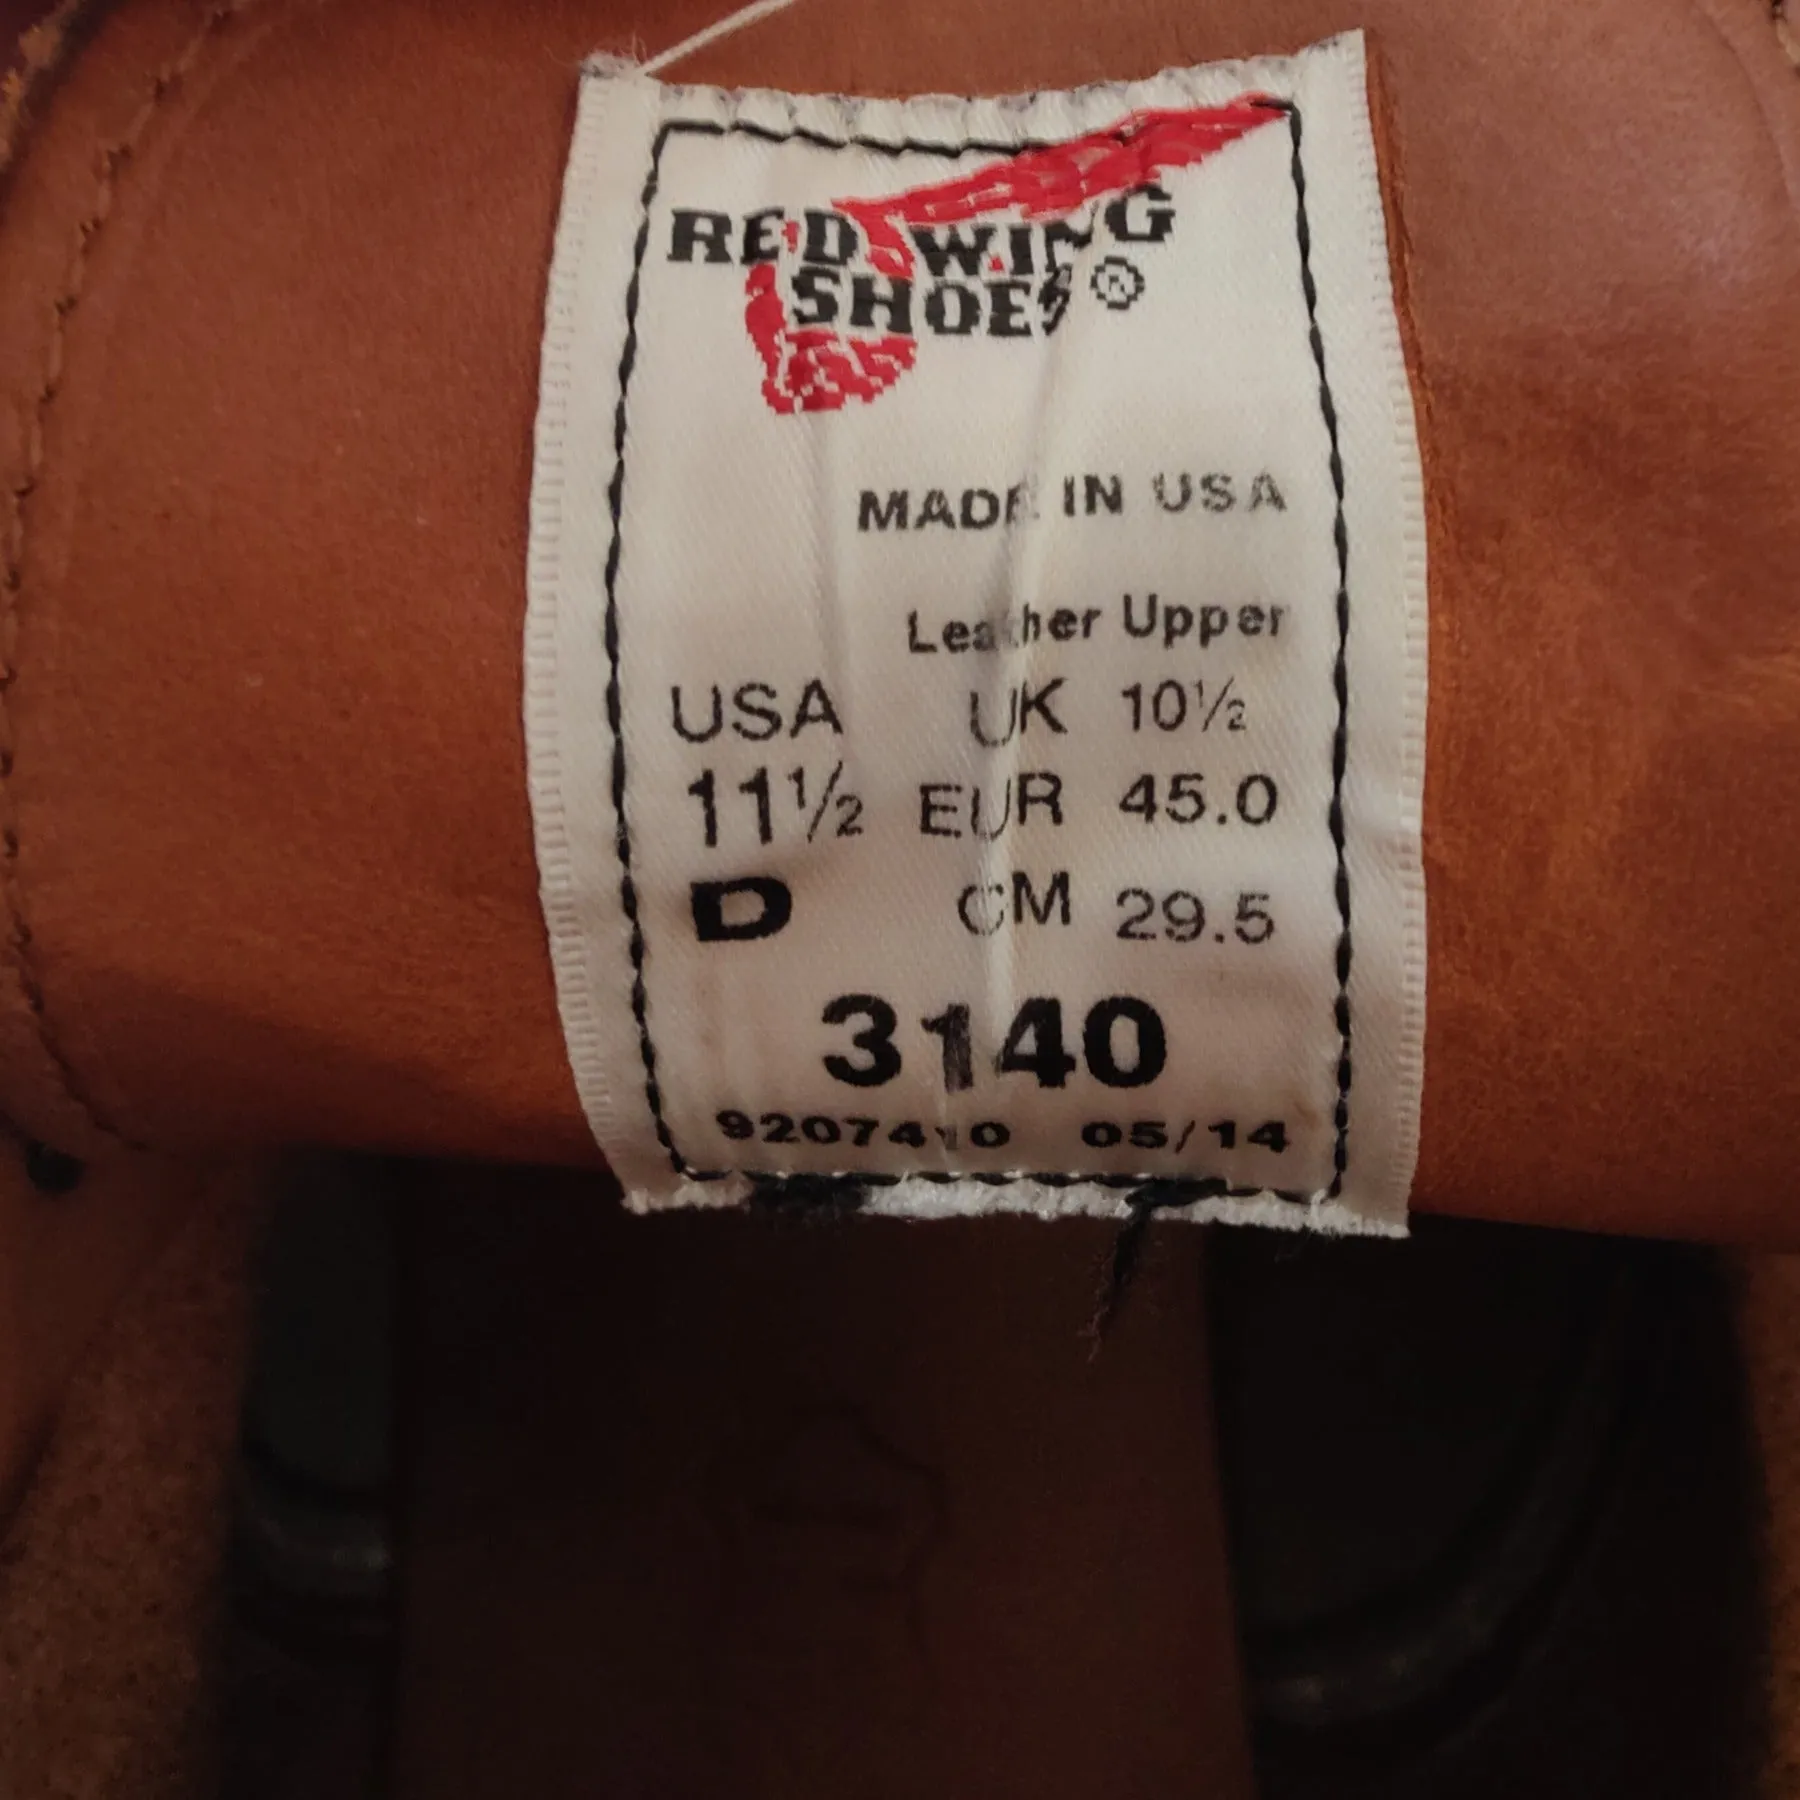 RED WING
SHOES®
MADE IN USA
Leather Upper
USA UK 10½
11½ EUR 45.0
D CM 29.5
3140
9207410 05/14